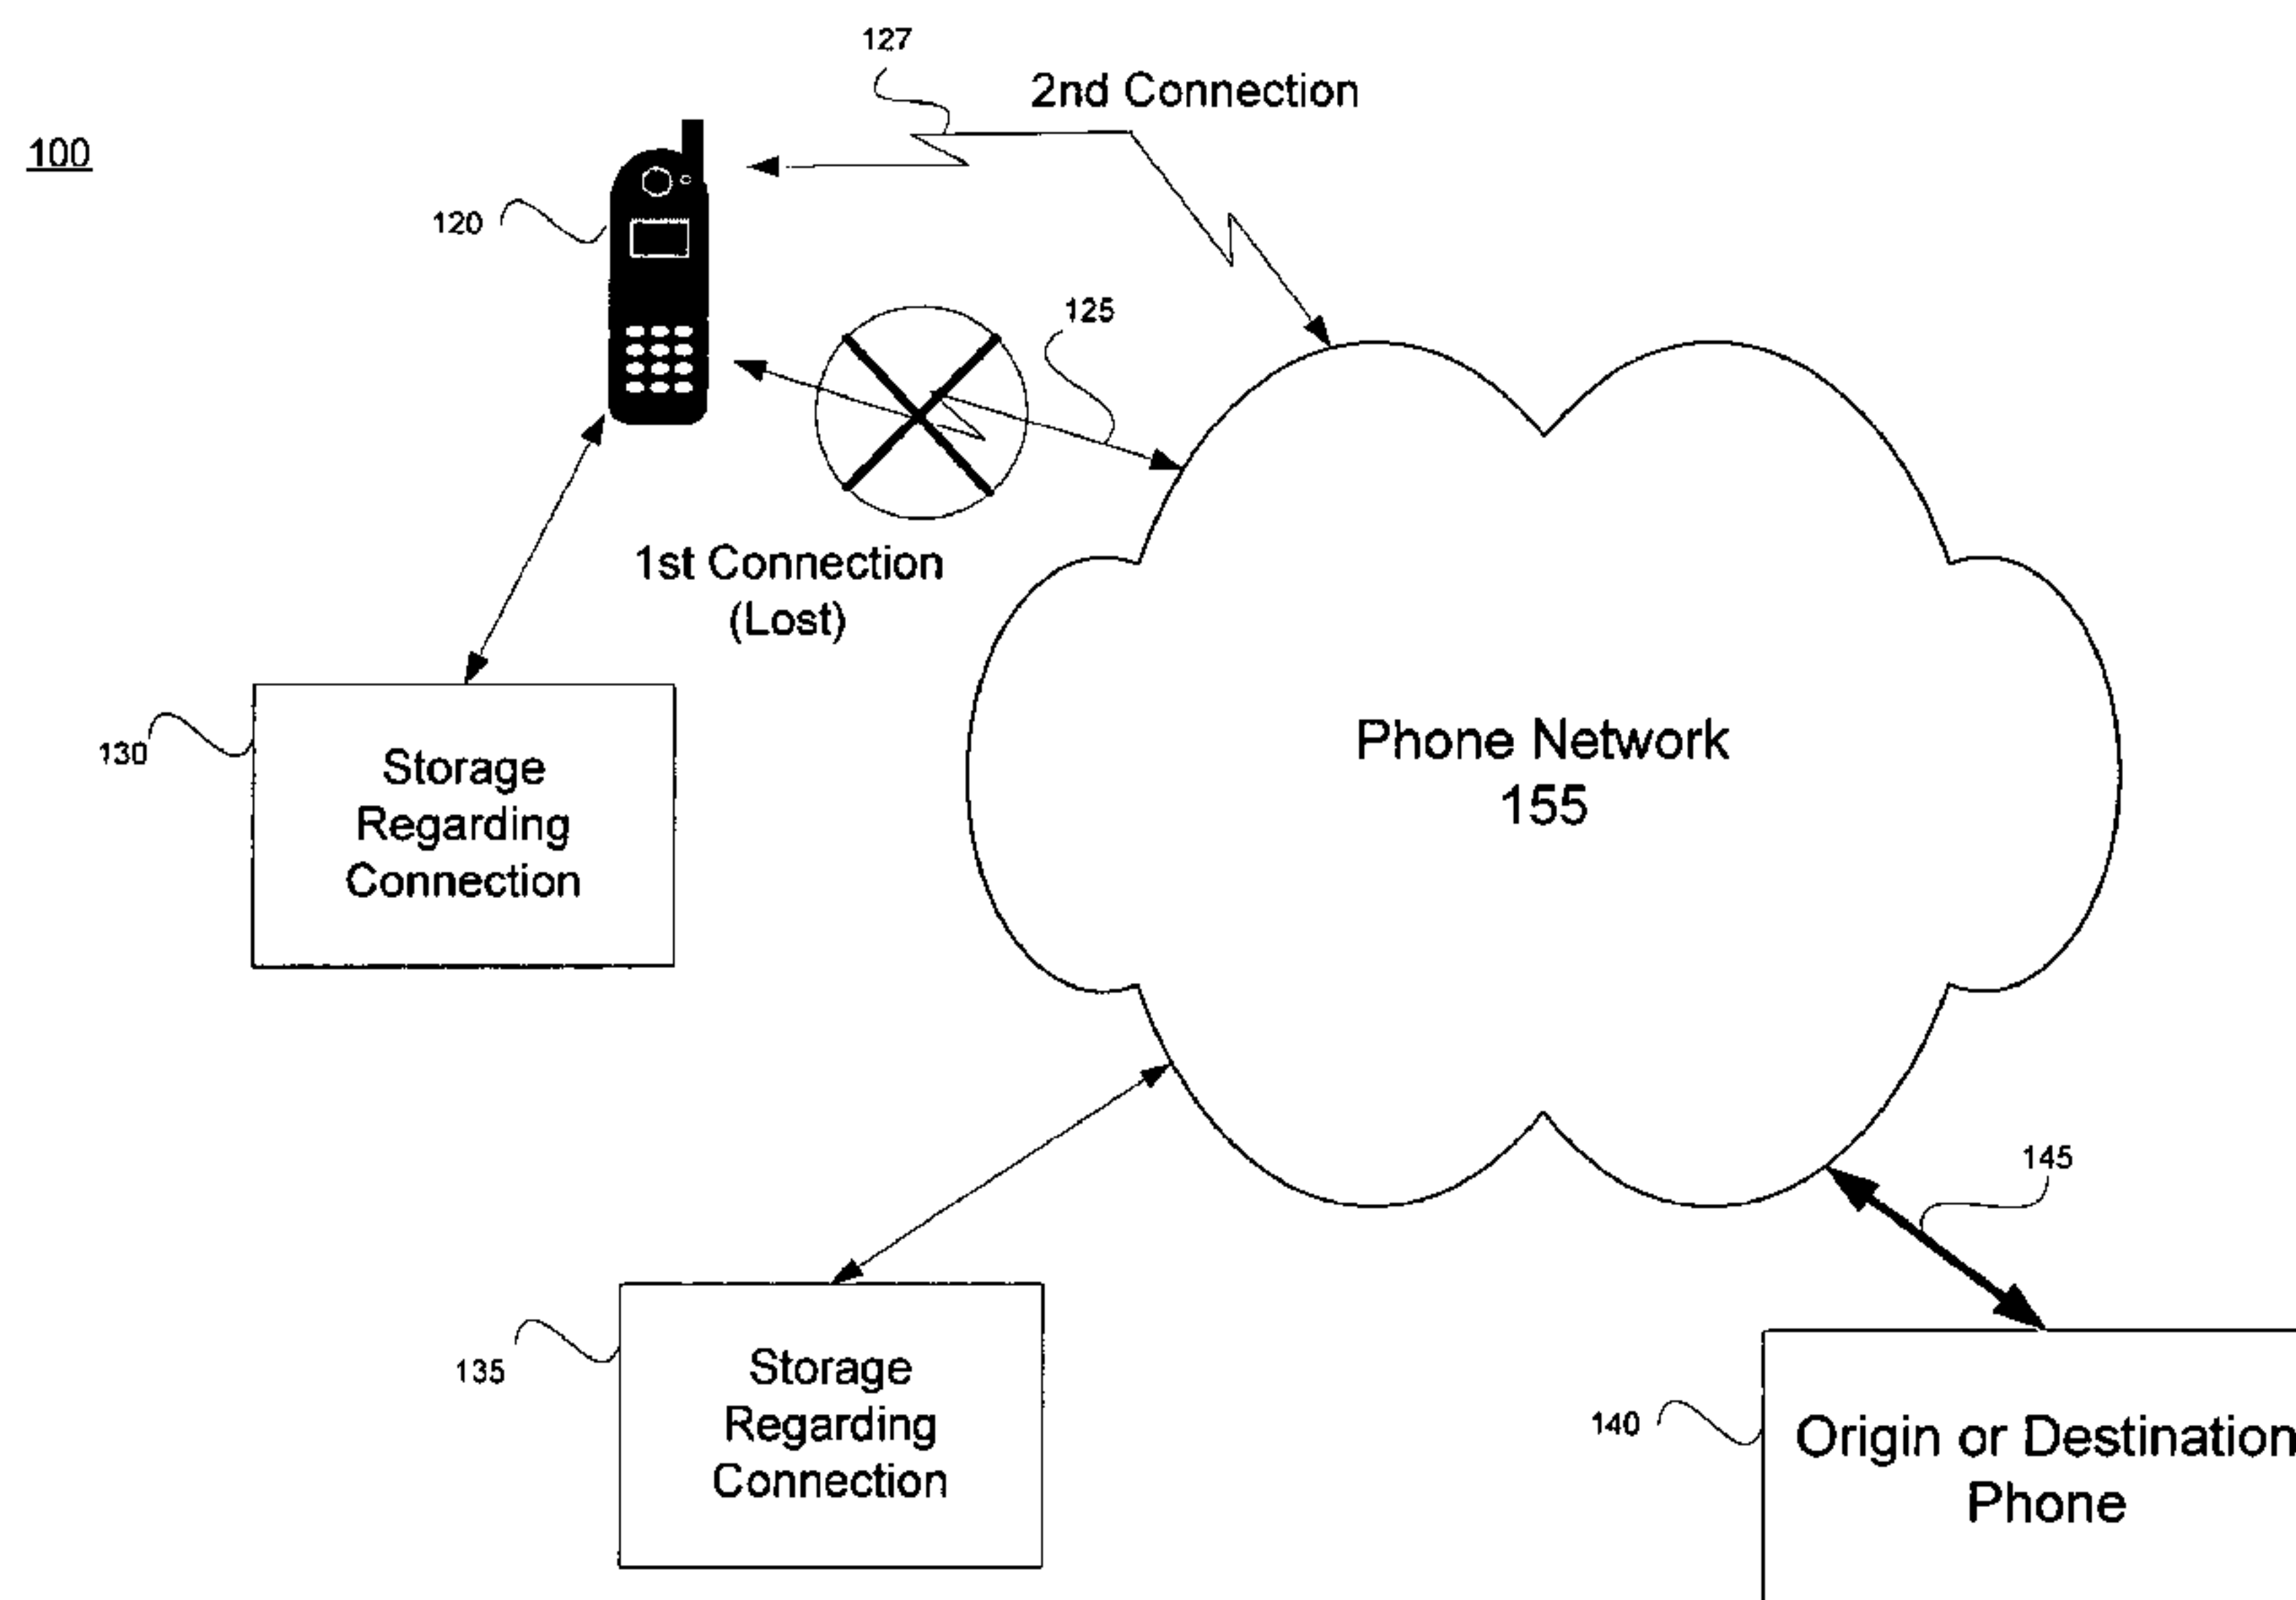 127
2nd Connection
100
120
125
1st Connection
(Lost)
130
Storage
Regarding
Connection
Phone Network
155
145
135
Storage
Regarding
Connection
140
Origin or Destination
Phone